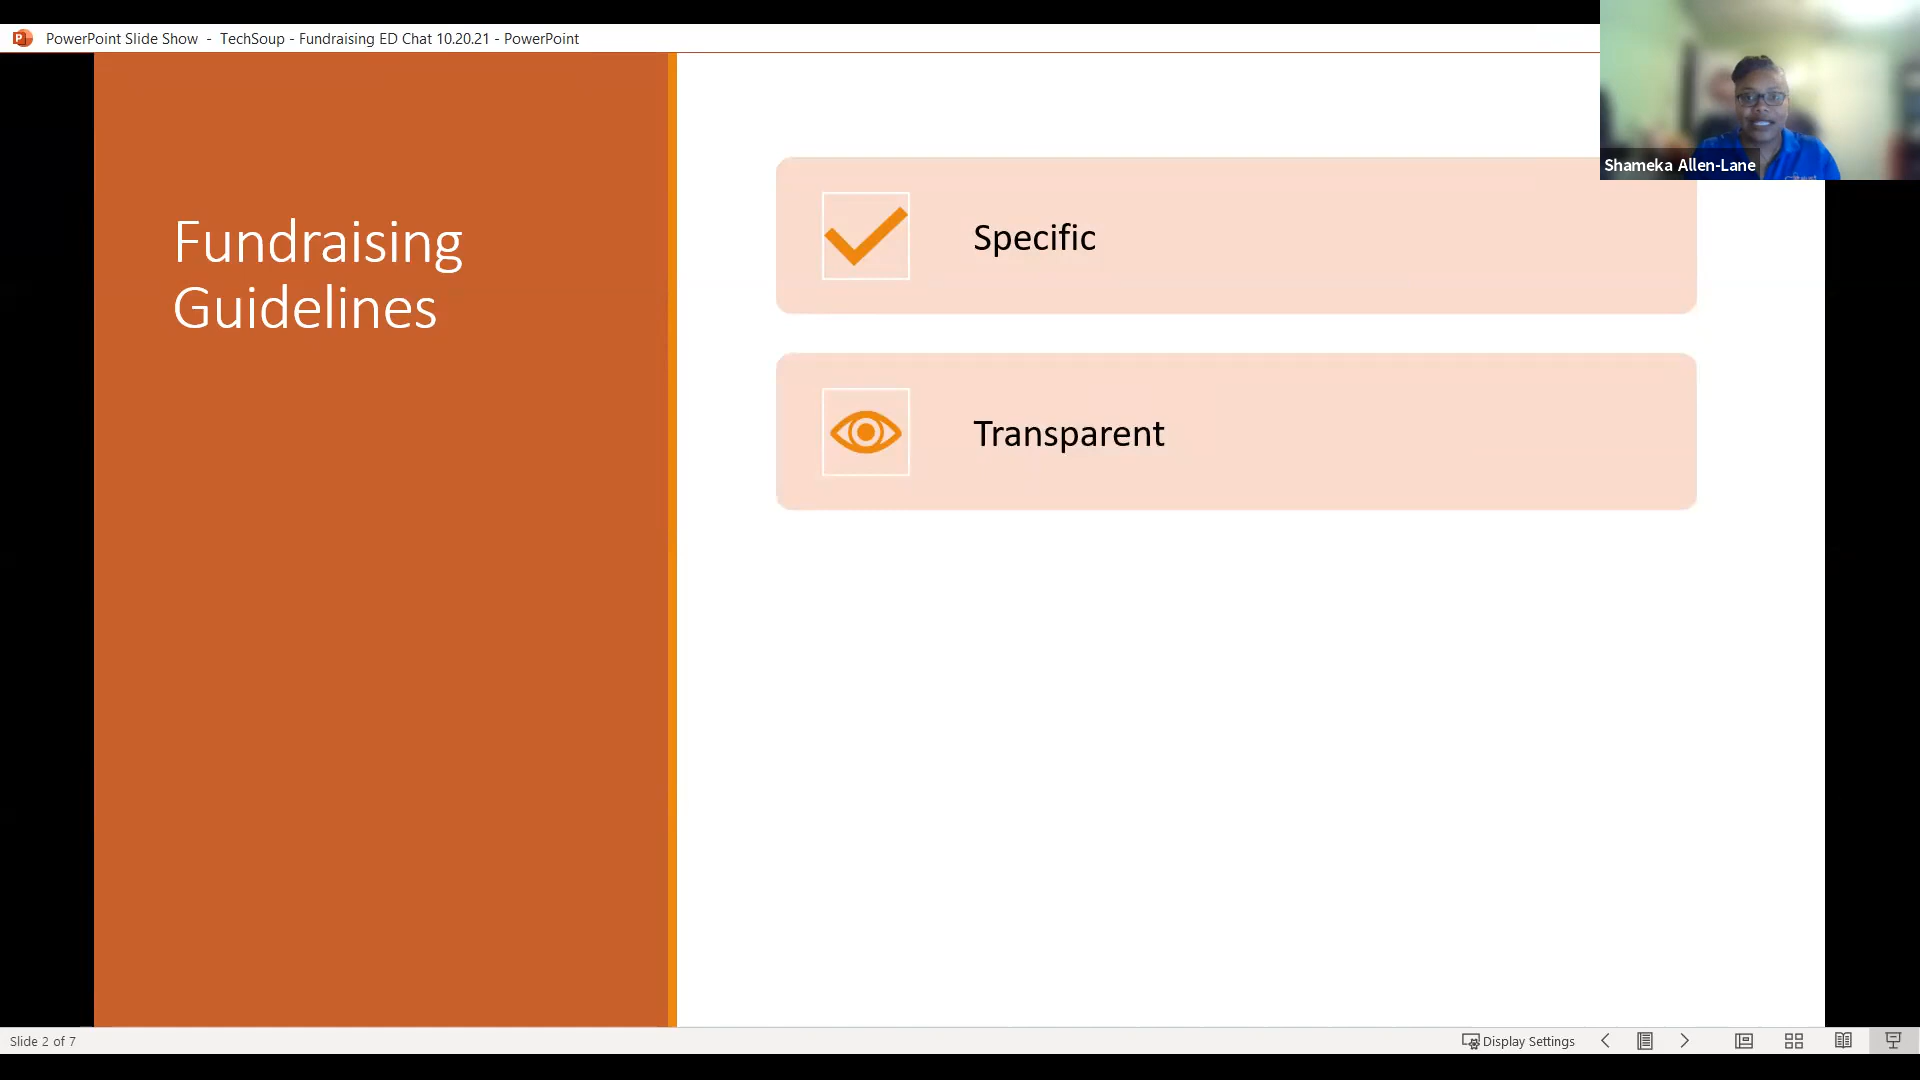 PowerPoint Slide Show - TechSoup - Fundraising ED Chat 10.20.21 - PowerPoint
Shameka Allen-Lane
Fundraising
Guidelines
Specific
Transparent
Slide 2 of 7
Display Settings